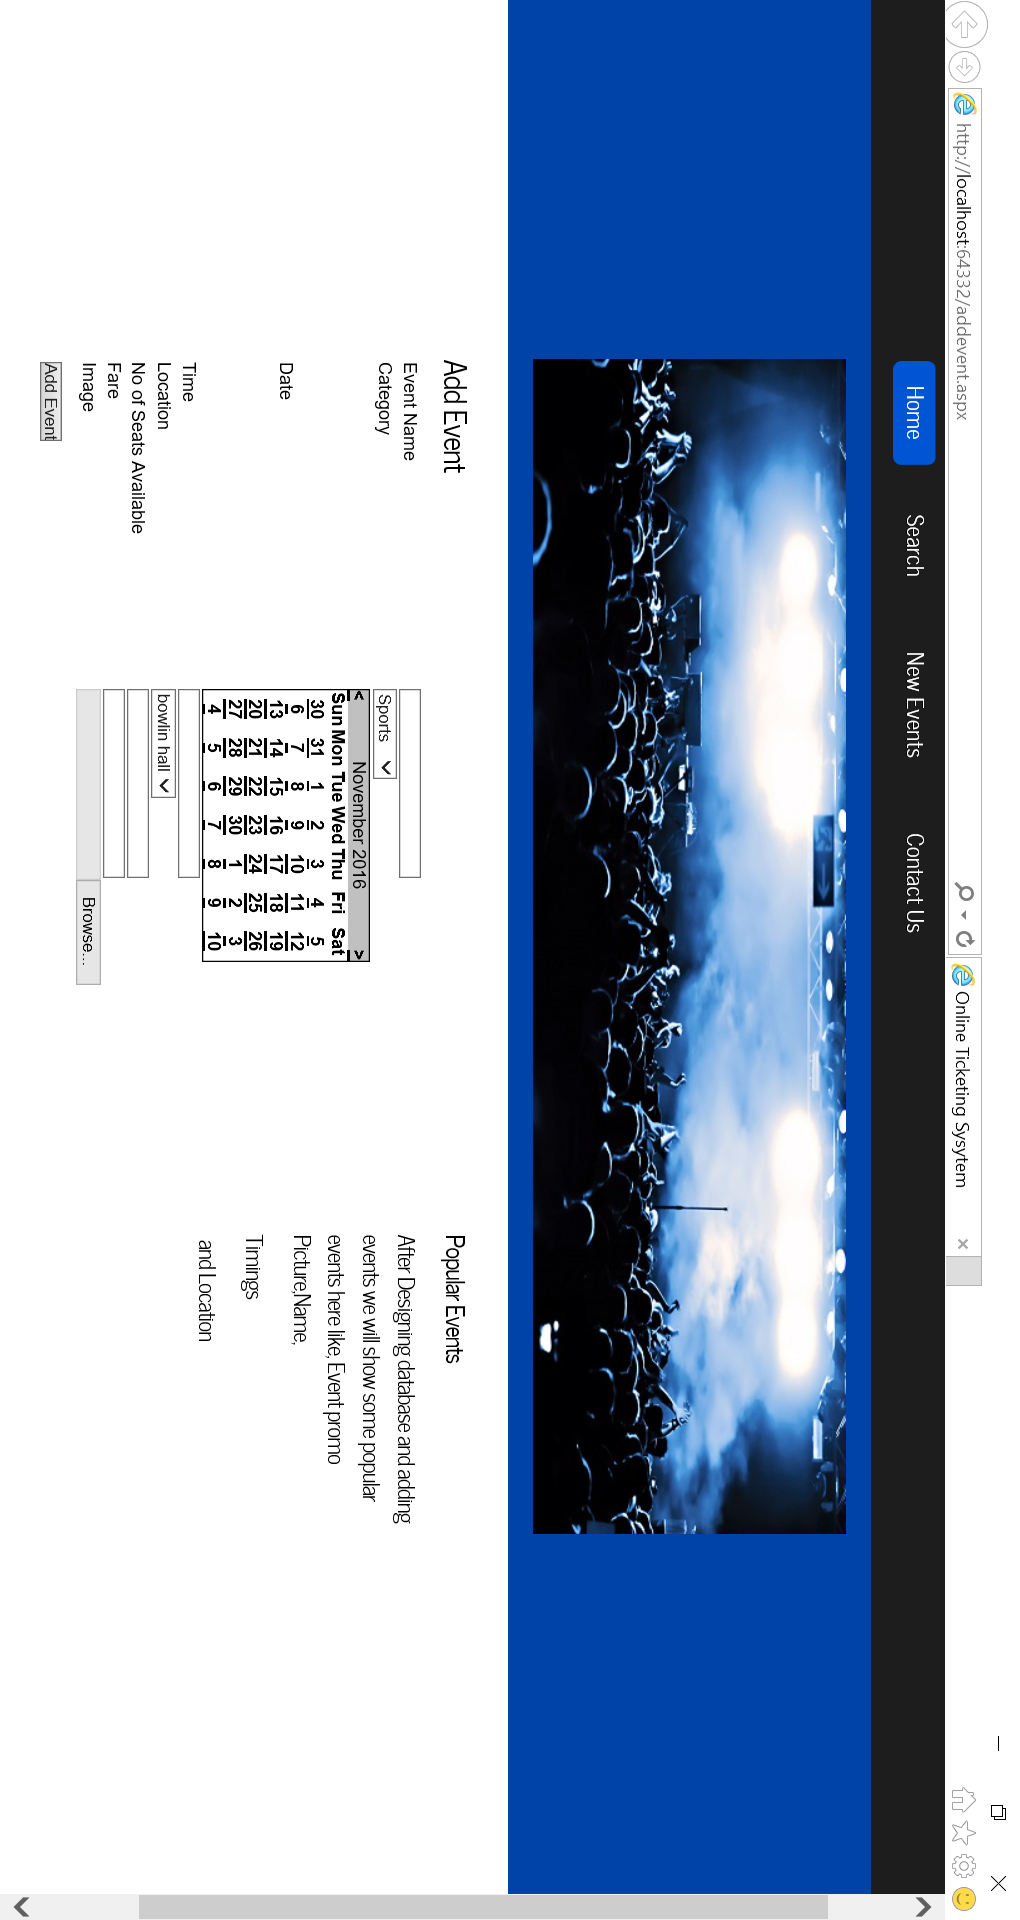 http://localhost:64332/addevent.aspx
Online Ticketing Sysytem
Home Search New Events Contact Us
Add Event
Event Name
Category Sports
Date
< November 2016 >
Sun Mon Tue Wed Thu Fri Sat
30 31 1 2 3 4 5
6 7 8 9 10 11 12
13 14 15 16 17 18 19
20 21 22 23 24 25 26
27 28 29 30 1 2 3
4 5 6 7 8 9 10
Time
Location bowlin hall
No of Seats Available
Fare
Image Browse...
Add Event
Popular Events
After Designing database and adding
events we will show some popular
events here like, Event promo
Picture,Name,
Timings
and Location